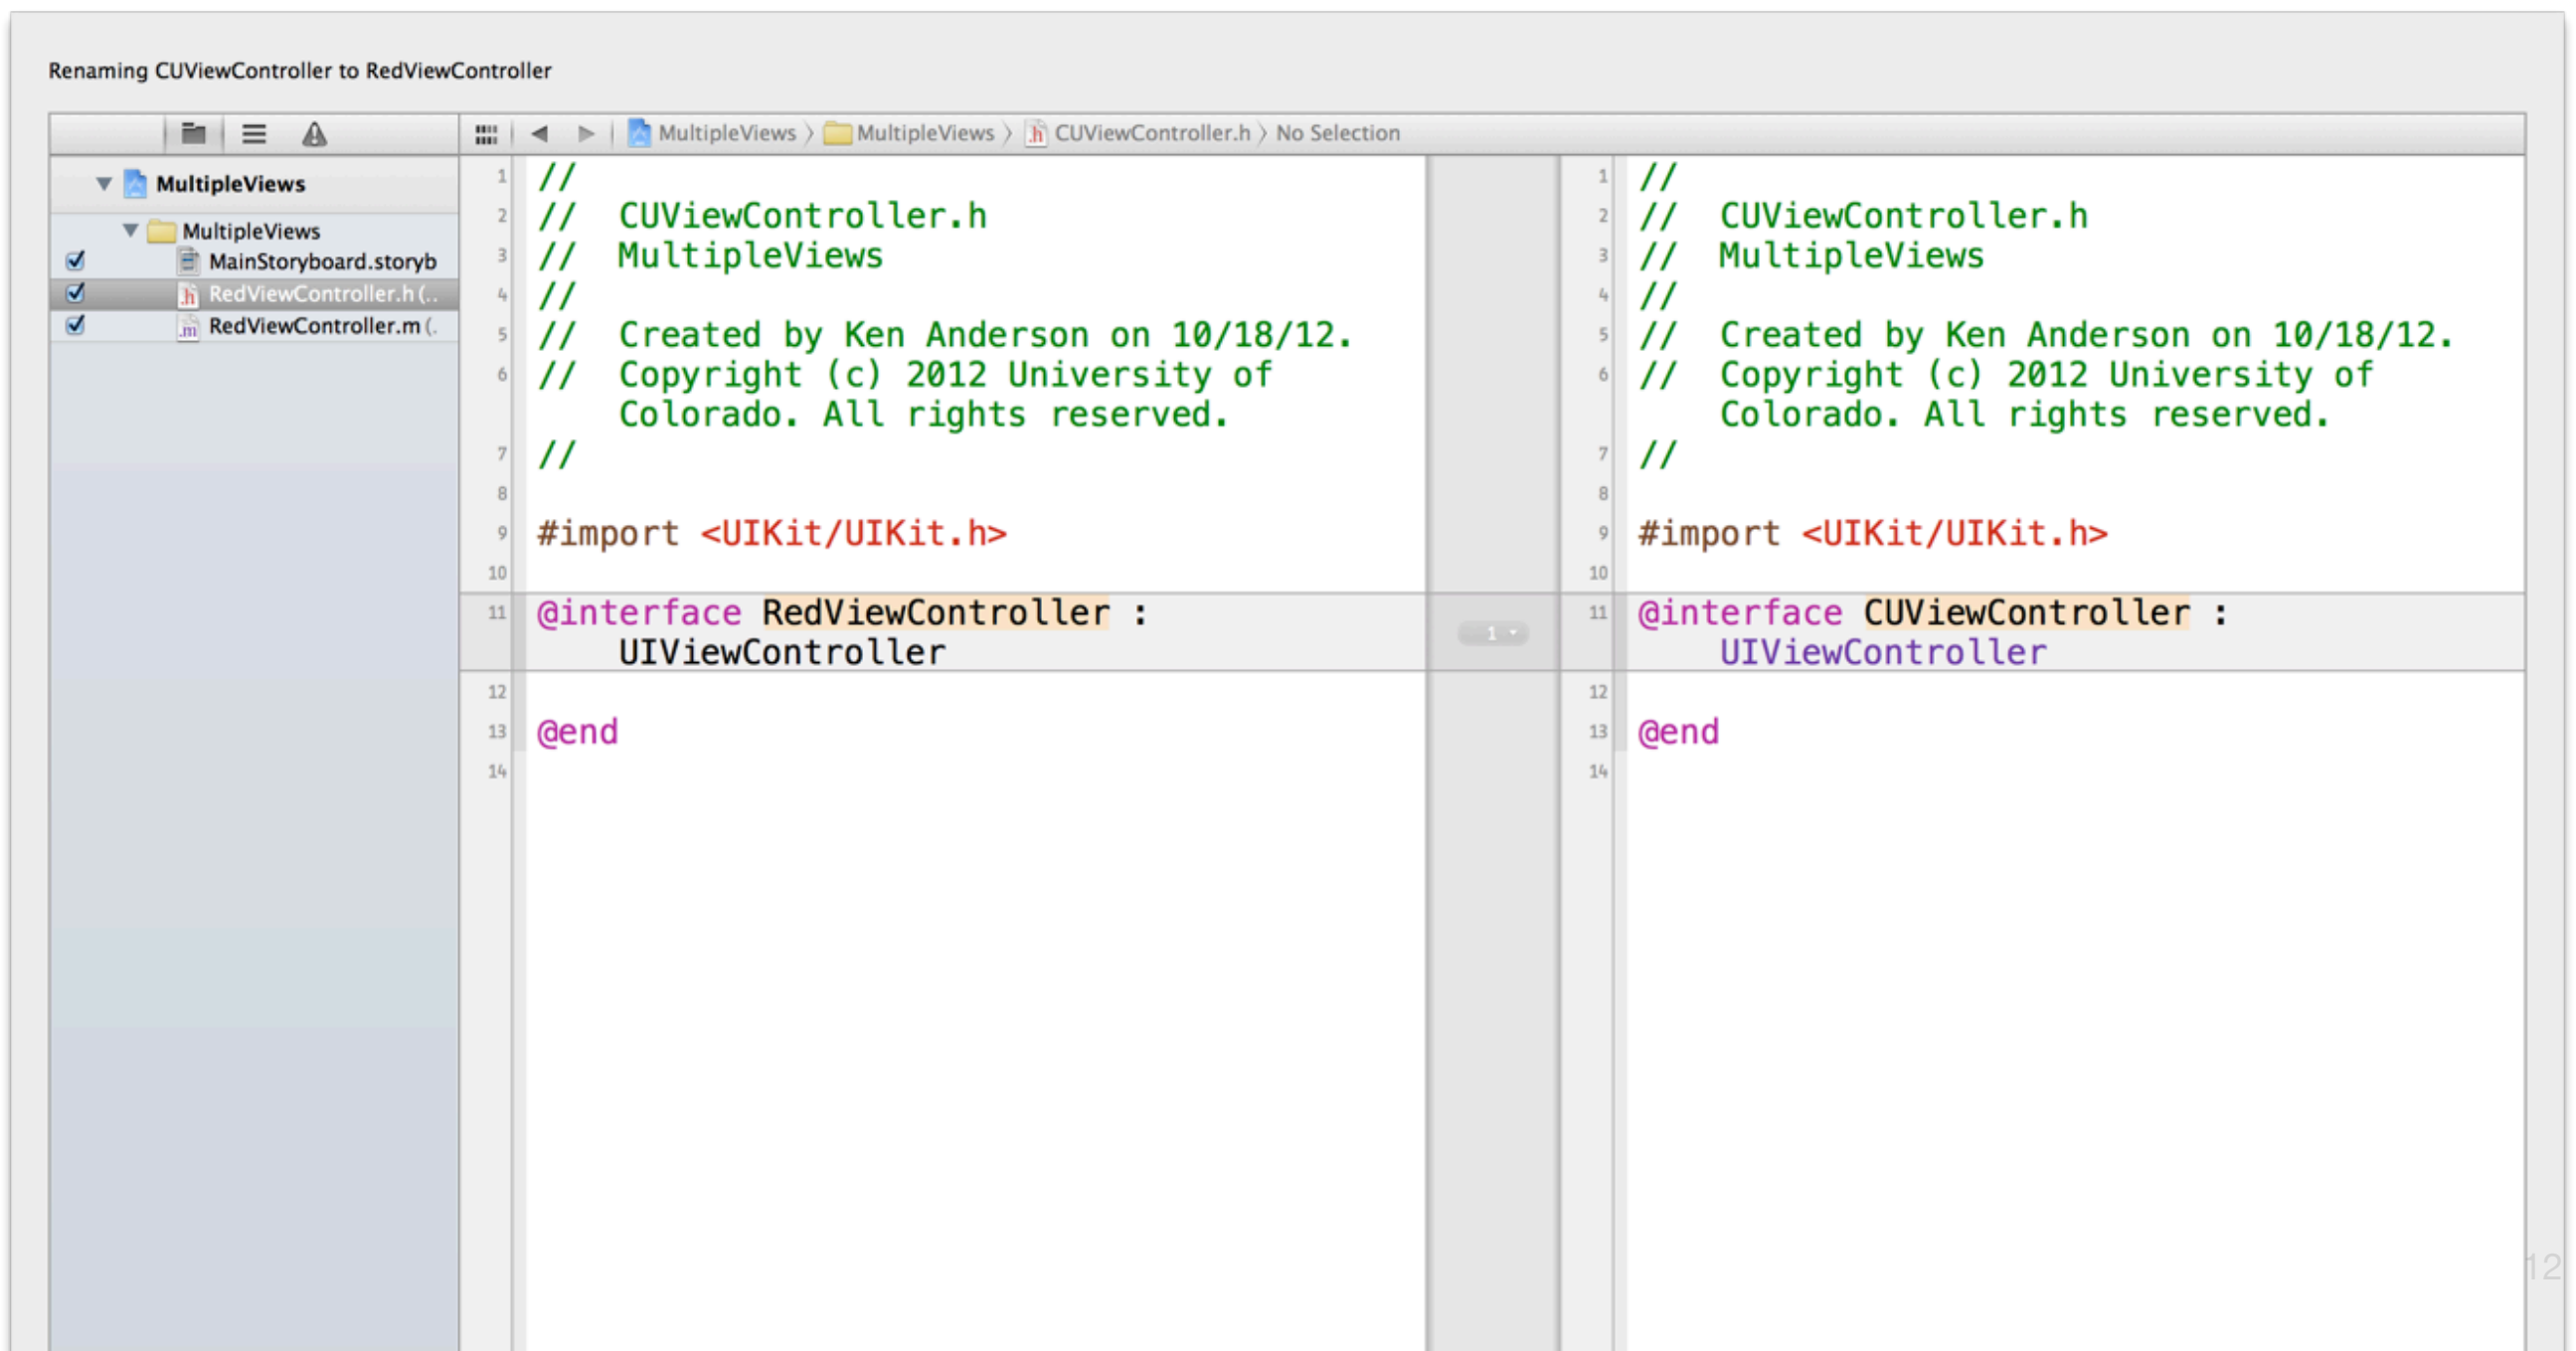 Renaming CUViewController to RedViewController
MultipleViews > MultipleViews > CUViewController.h > No Selection
MultipleViews
MultipleViews
MainStoryboard.storyb
RedViewController.h (..
RedViewController.m (.
1 //
2 //  CUViewController.h
3 //  MultipleViews
4 //
5 //  Created by Ken Anderson on 10/18/12.
6 //  Copyright (c) 2012 University of
Colorado. All rights reserved.
7 //
8
9 #import <UIKit/UIKit.h>
10
11 @interface RedViewController :
UIViewController
12
13 @end
14
1
1 //
2 //  CUViewController.h
3 //  MultipleViews
4 //
5 //  Created by Ken Anderson on 10/18/12.
6 //  Copyright (c) 2012 University of
Colorado. All rights reserved.
7 //
8
9 #import <UIKit/UIKit.h>
10
11 @interface CUViewController :
UIViewController
12
13 @end
14
12